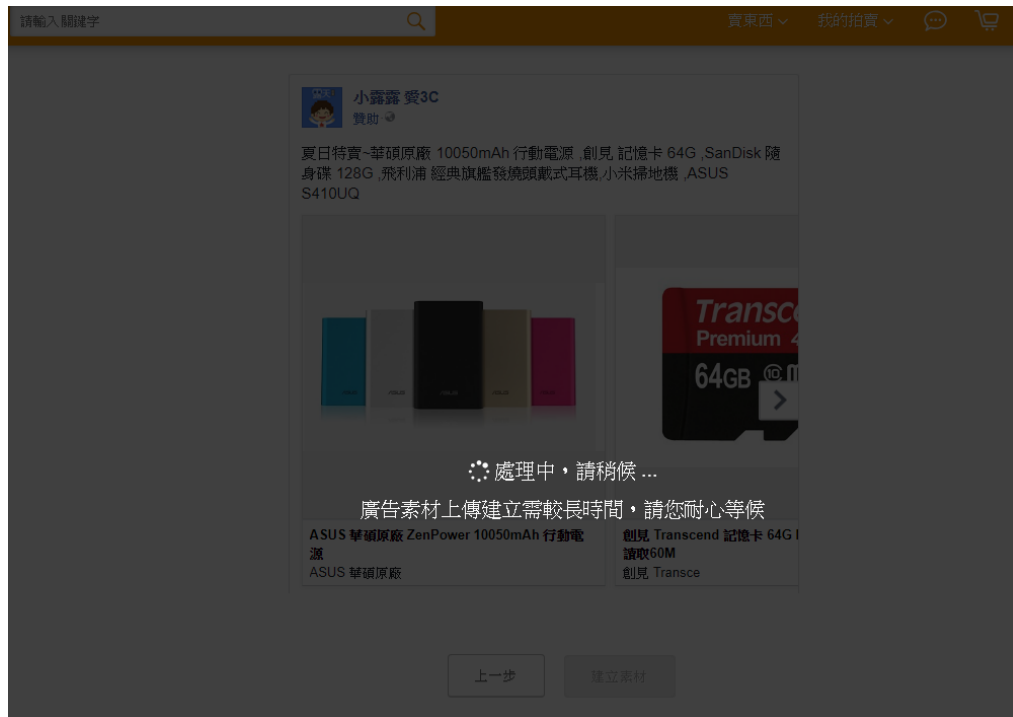 請輸入關鍵字
賣東西
我的拍賣
小露露 愛3C
贊助
夏日特賣~華碩原廠 10050mAh 行動電源 ,創見 記憶卡 64G ,SanDisk 隨
身碟 128G ,飛利浦 經典旗艦發燒頭戴式耳機,小米掃地機 ,ASUS
S410UQ
Transc
Premium 4
64GB
處理中，請稍候 ...
廣告素材上傳建立需較長時間，請您耐心等候
ASUS 華碩原廠 ZenPower 10050mAh 行動電
源
ASUS 華碩原廠
創見 Transcend 記憶卡 64G
讀取60M
創見 Transce
上一步
建立素材